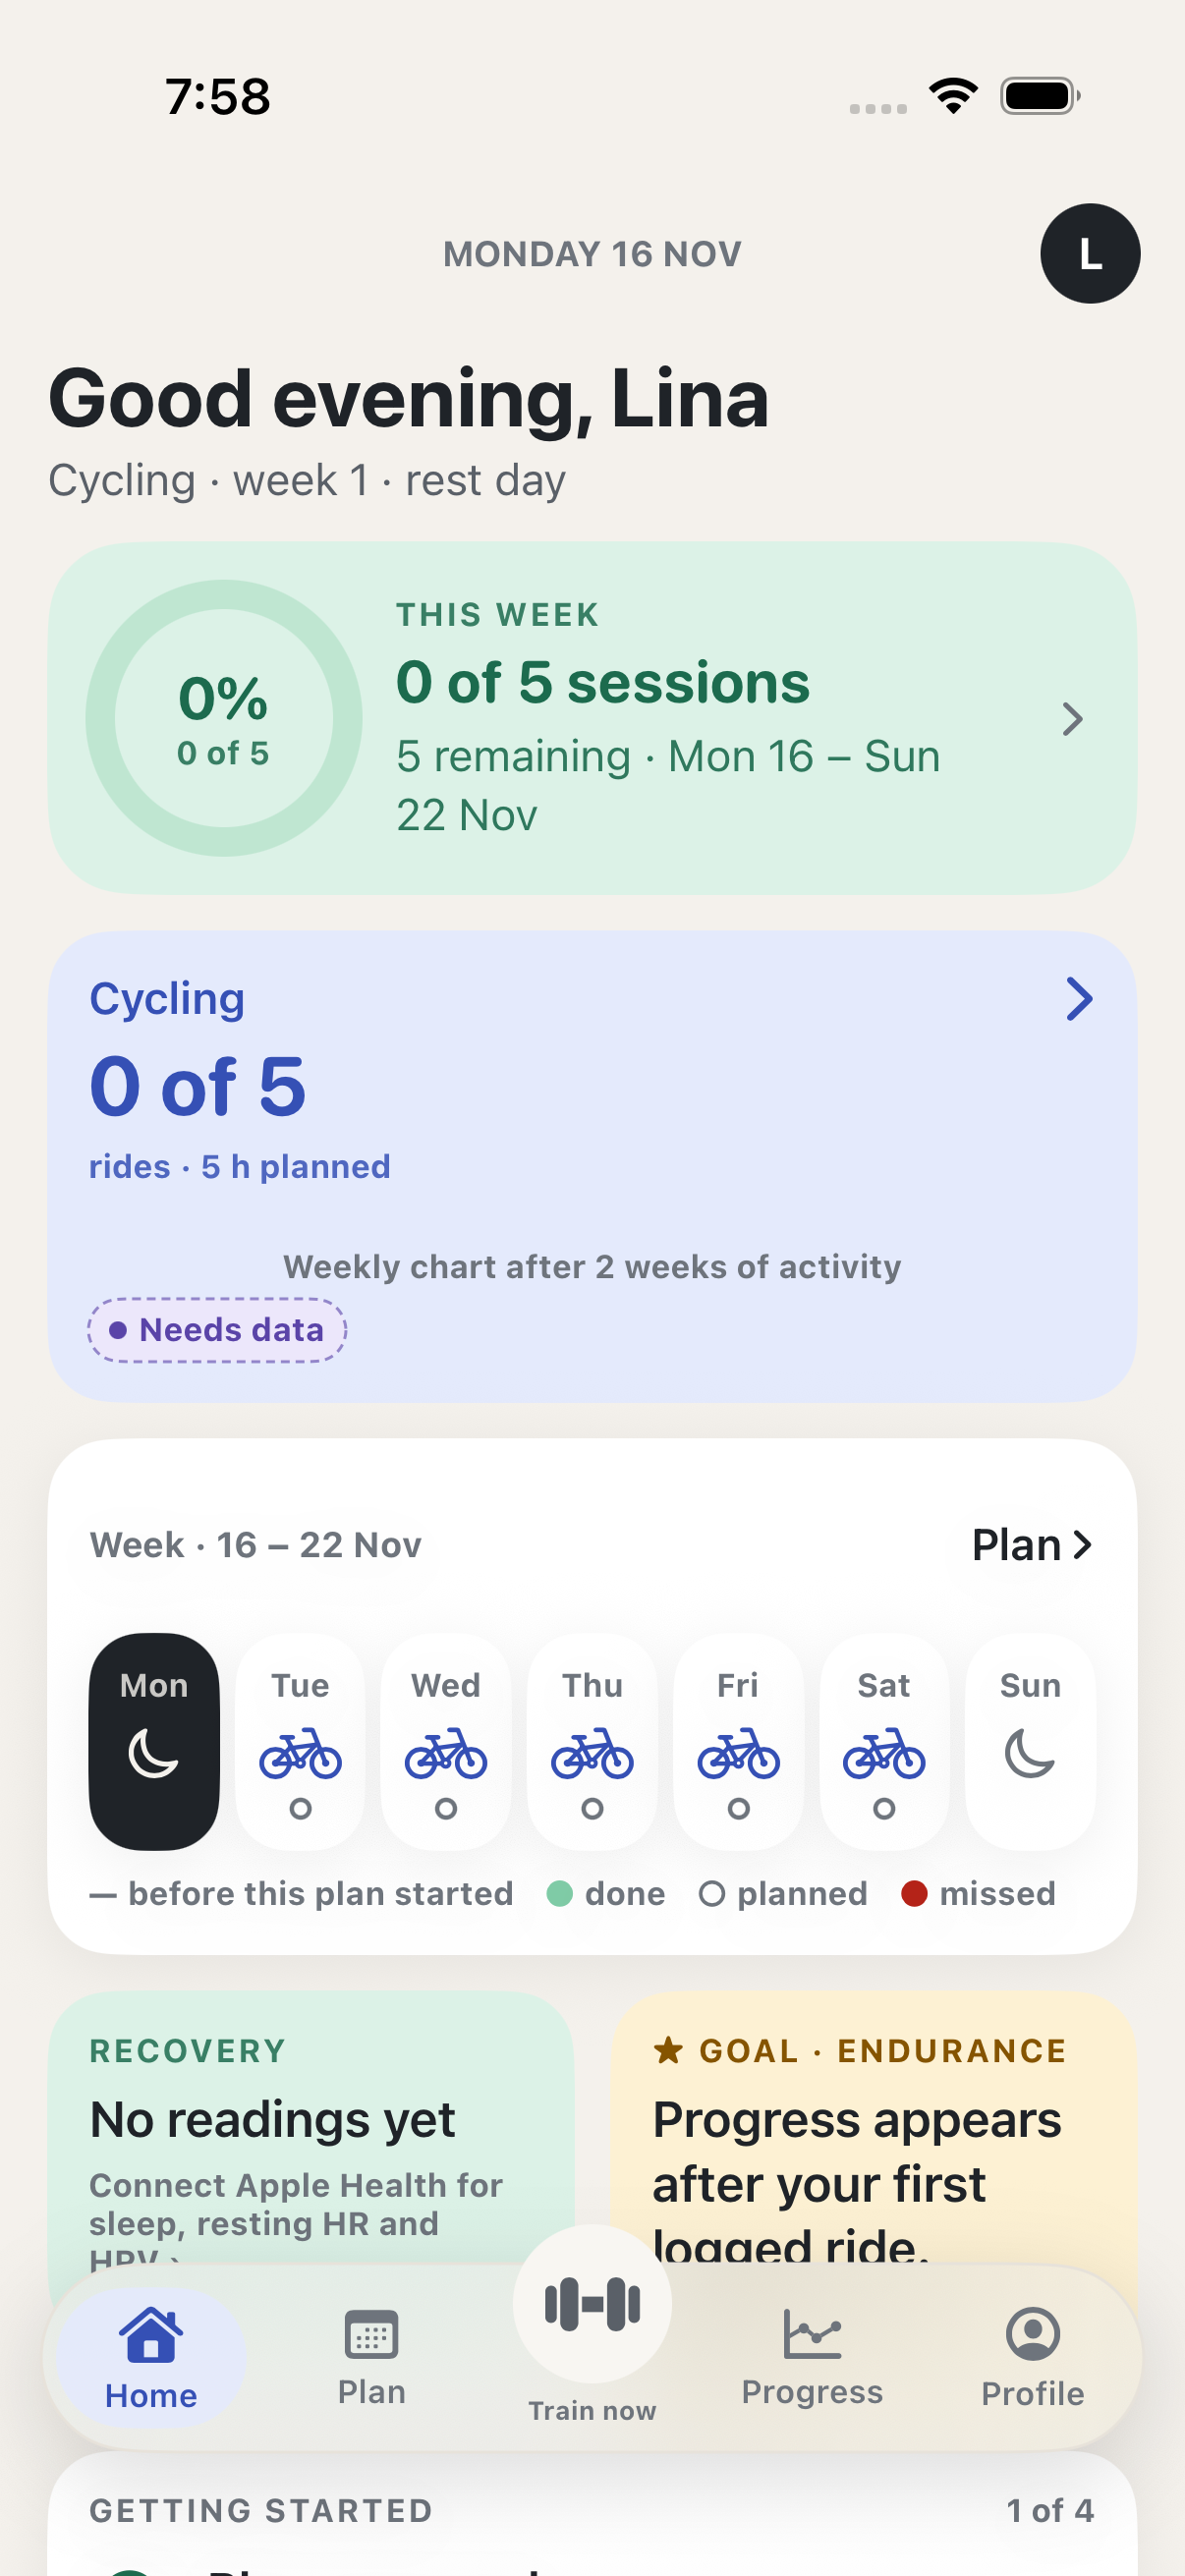 7:58
MONDAY 16 NOV
L
Good evening, Lina
Cycling · week 1 · rest day
0%
0 of 5
THIS WEEK
0 of 5 sessions
5 remaining · Mon 16 – Sun
22 Nov
Cycling
0 of 5
rides · 5 h planned
Weekly chart after 2 weeks of activity
Needs data
Week · 16 – 22 Nov
Plan
Mon Tue Wed Thu Fri Sat Sun
— before this plan started done planned missed
RECOVERY
No readings yet
Connect Apple Health for
sleep, resting HR and
HRV ›
GOAL · ENDURANCE
Progress appears
after your first
logged ride.
Home
Plan
Train now
Progress
Profile
GETTING STARTED
1 of 4